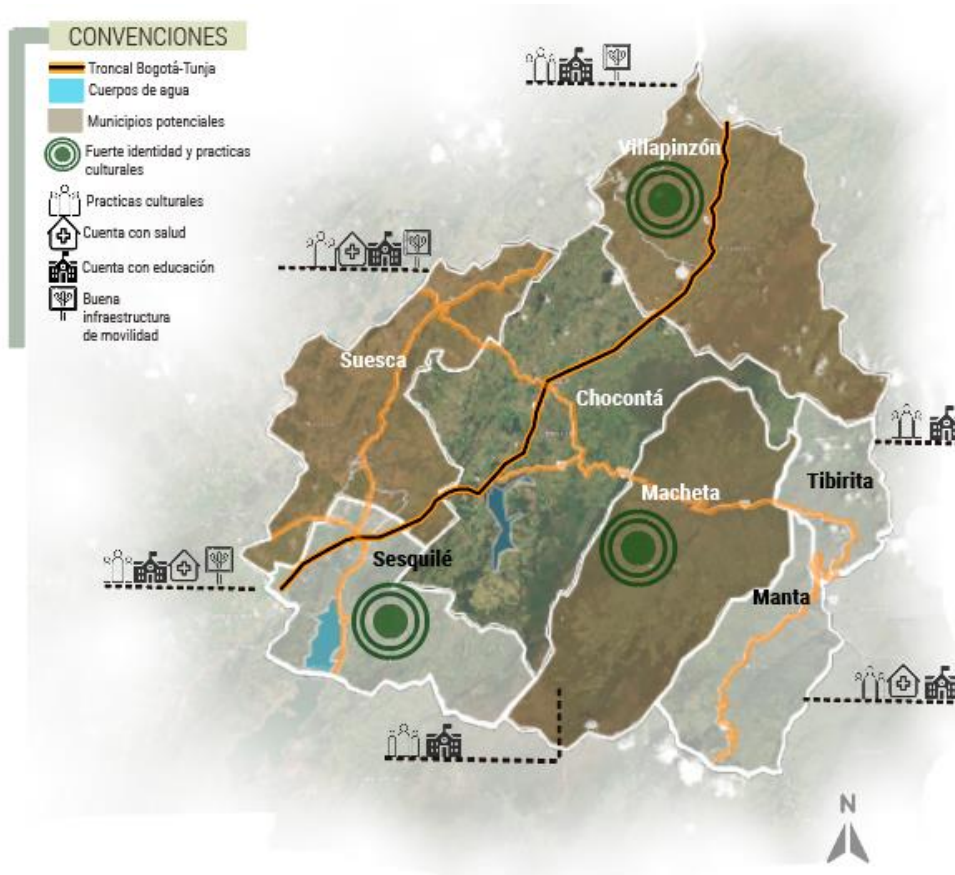 CONVENCIONES
Troncal Bogotá-Tunja
Cuerpos de agua
Municipios potenciales
Fuerte identidad y practicas
culturales
Practicas culturales
Cuenta con salud
Cuenta con educación
Buena
infraestructura
de movilidad
Villapinzón
Suesca
Chocontá
Tibirita
Macheta
Sesquilé
Manta
N